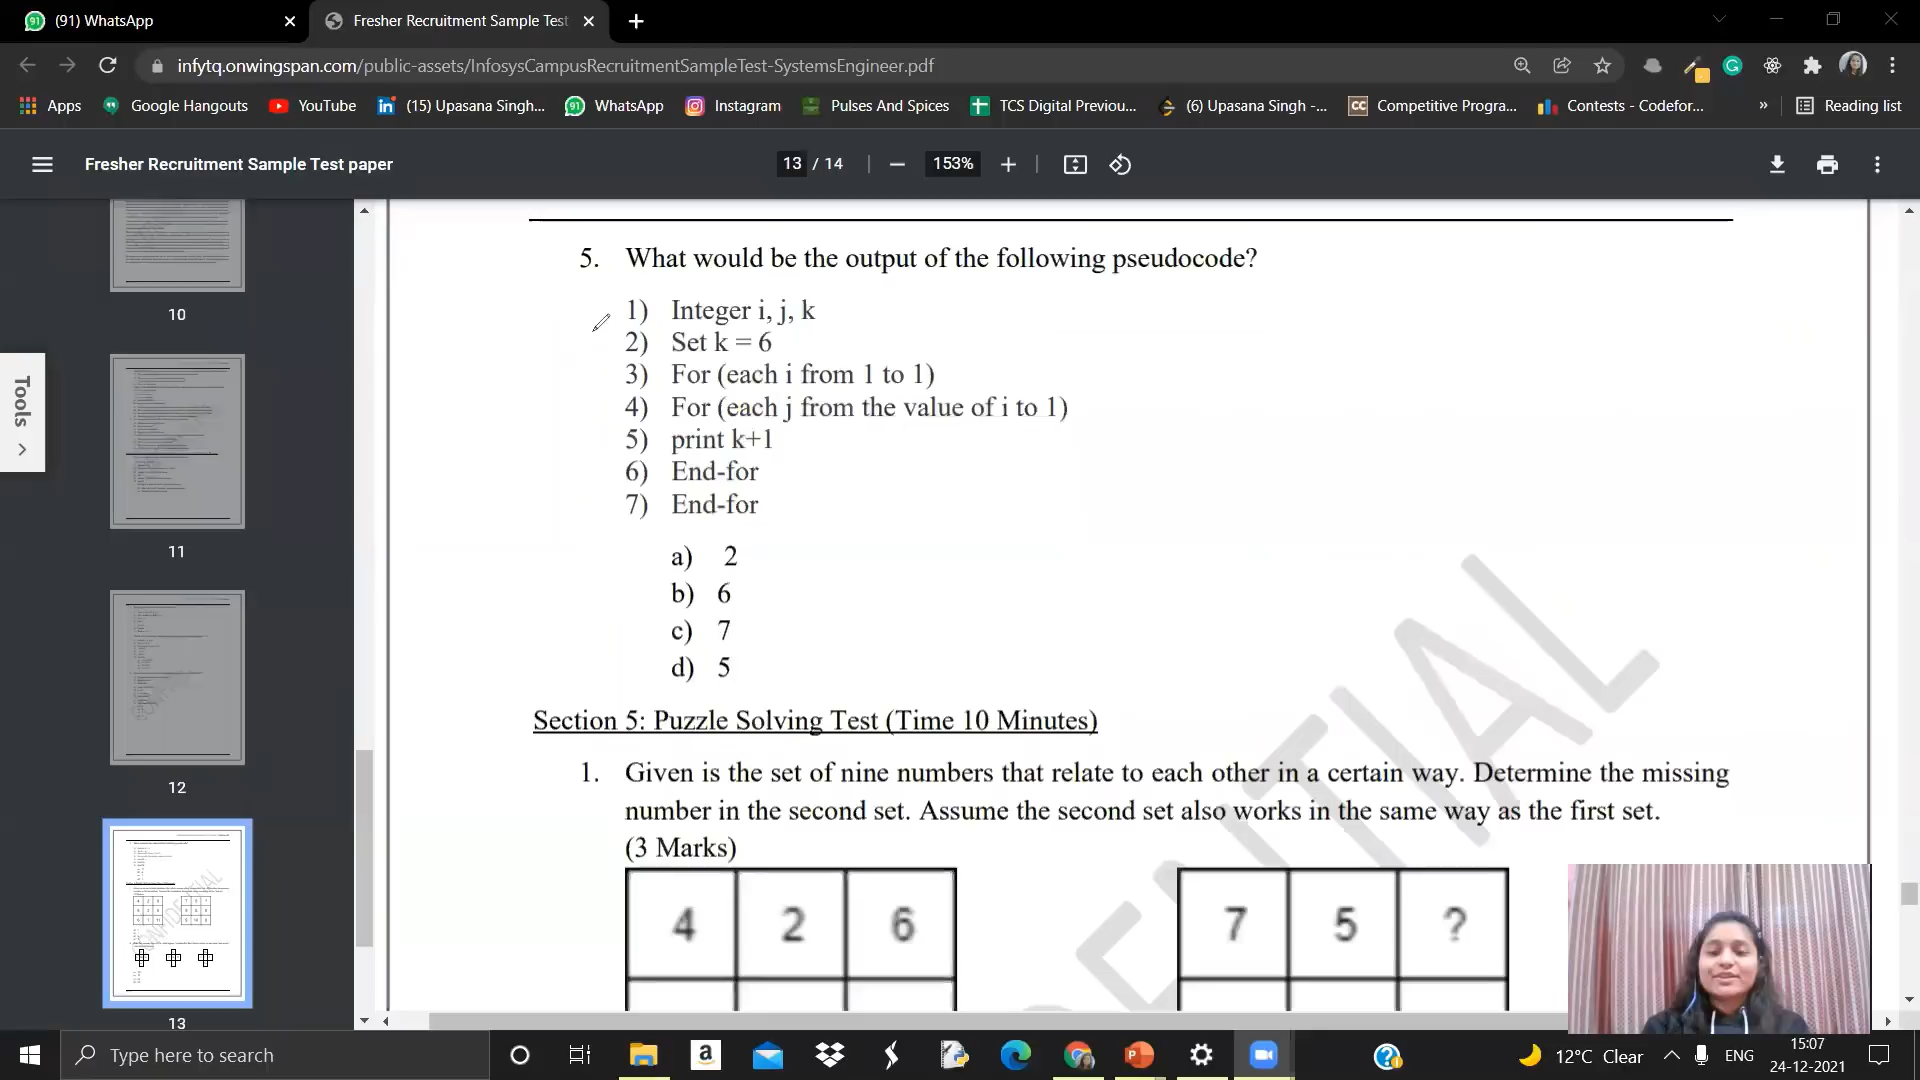 (91) WhatsApp
Fresher Recruitment Sample Test
infytq.onwingspan.com/public-assets/InfosysCampusRecruitmentSampleTest-SystemsEngineer.pdf
Apps Google Hangouts YouTube (15) Upasana Singh... WhatsApp Instagram Pulses And Spices TCS Digital Previou... (6) Upasana Singh -... CC Competitive Progra... Contests - Codefor... » Reading list
Fresher Recruitment Sample Test paper
13 / 14
153%
10
11
12
13
Tools
5. What would be the output of the following pseudocode?
1) Integer i, j, k
2) Set k = 6
3) For (each i from 1 to 1)
4) For (each j from the value of i to 1)
5) print k+1
6) End-for
7) End-for
a) 2
b) 6
c) 7
d) 5
Section 5: Puzzle Solving Test (Time 10 Minutes)
1. Given is the set of nine numbers that relate to each other in a certain way. Determine the missing
number in the second set. Assume the second set also works in the same way as the first set.
(3 Marks)
4 2 6
7 5 ?
Type here to search
12°C Clear
ENG
15:07
24-12-2021